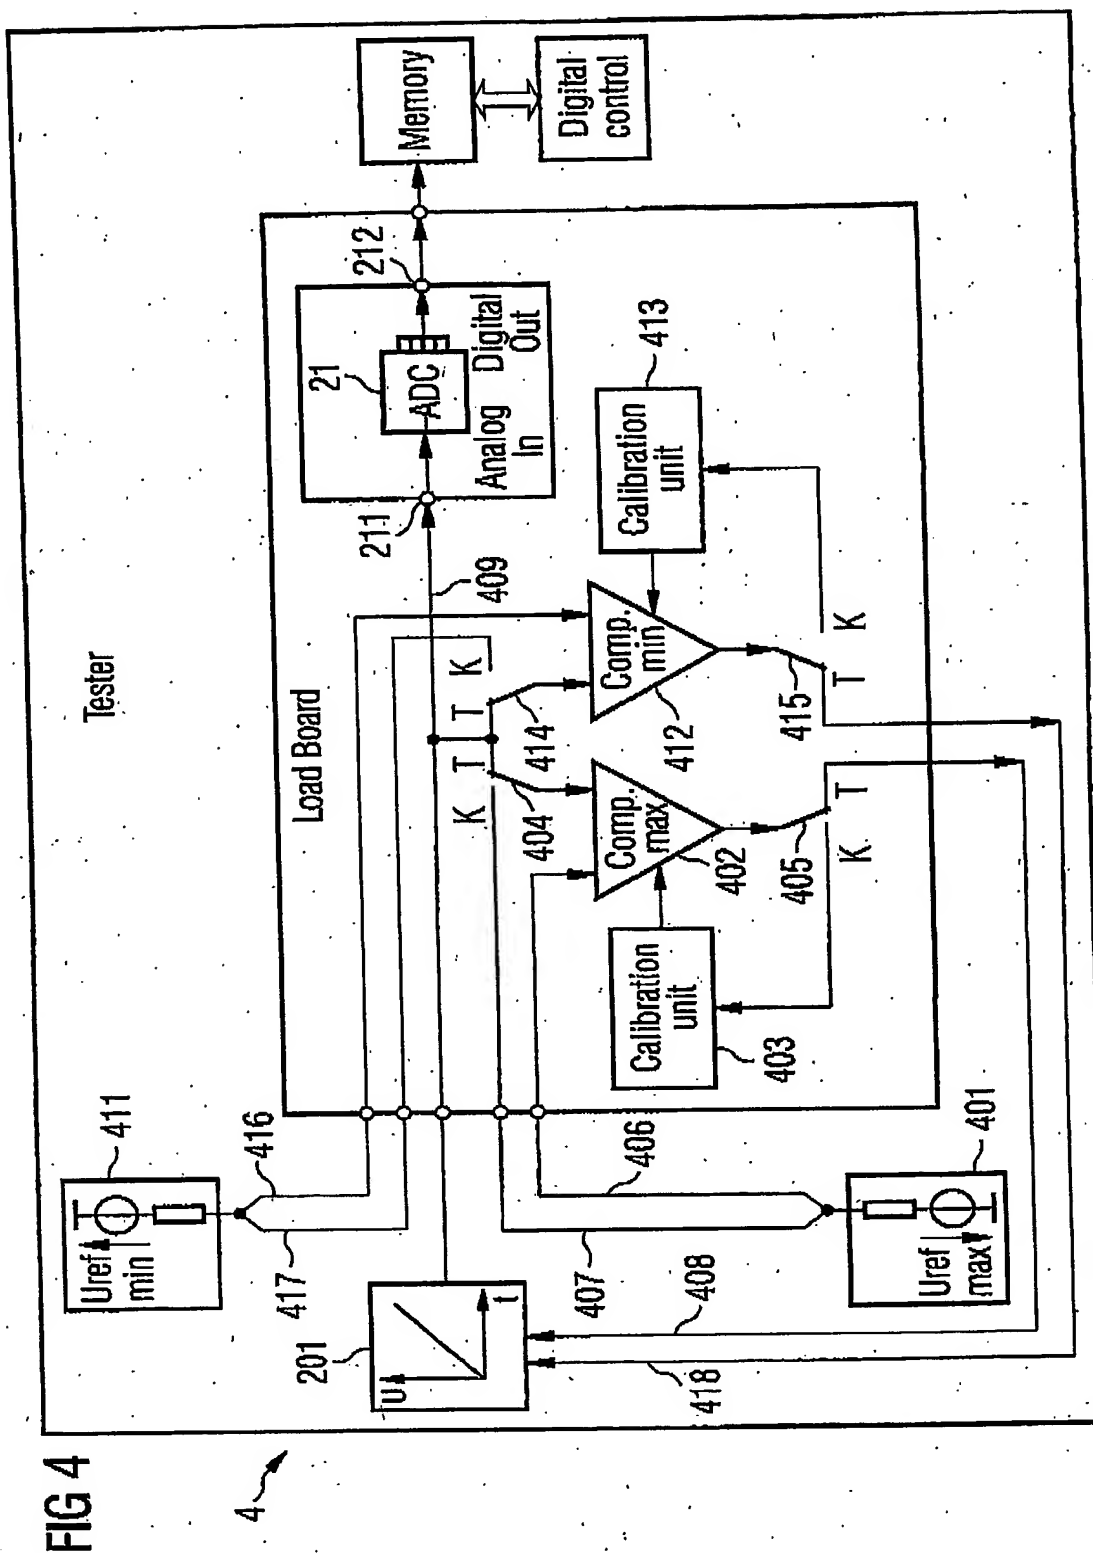 FIG 4
4
Tester
411
Uref
min
416
417
201
u
t
Load Board
211
21
ADC
212
Analog
In
Digital
Out
Memory
Digital
control
409
K
T
T
K
404
414
Comp.
max
402
Comp.
min
412
Calibration
unit
403
Calibration
unit
413
405
K
T
415
T
K
406
407
408
418
401
Uref
max